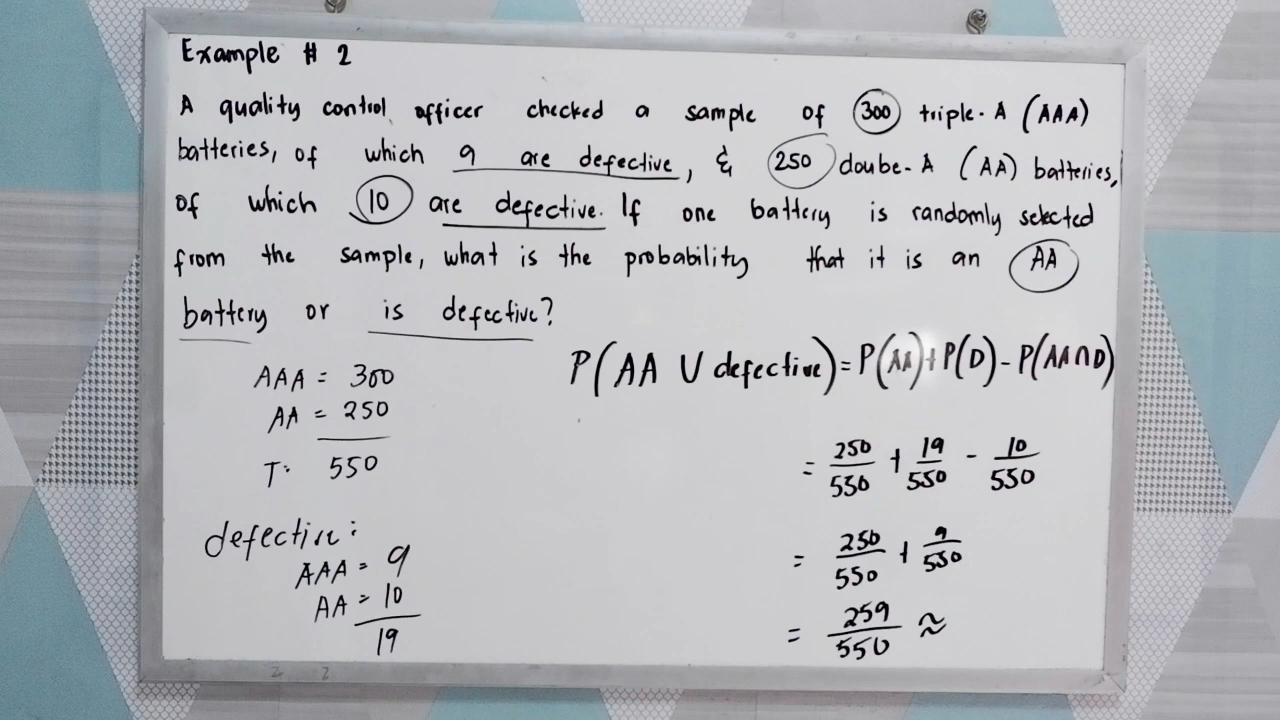 Example # 2
A quality control officer checked a sample of 300 triple-A (AAA)
batteries, of which 9 are defective, & 250 doube-A (AA) batteries,
of which 10 are defective. If one battery is randomly selected
from the sample, what is the probability that it is an AA
battery or is defective?
P(AA ∪ defective) = P(AA) + P(D) - P(AA∩D)
AAA = 300
AA = 250
T: 550
defective:
AAA = 9
AA = 10
19
= 250/550 + 19/550 - 10/550
= 250/550 + 9/550
= 259/550 ≈